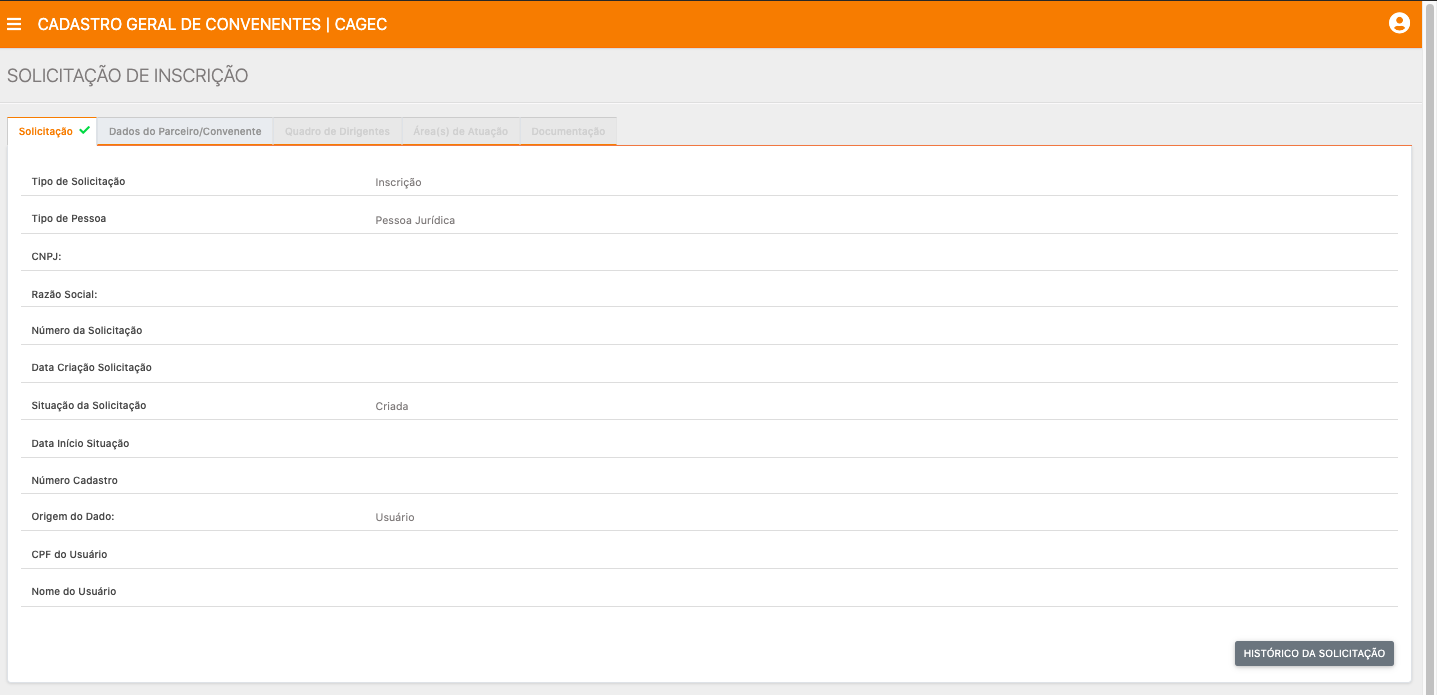 CADASTRO GERAL DE CONVENENTES | CAGEC
SOLICITAÇÃO DE INSCRIÇÃO
Solicitação Dados do Parceiro/Convenente Quadro de Dirigentes Área(s) de Atuação Documentação
Tipo de Solicitação Inscrição
Tipo de Pessoa Pessoa Jurídica
CNPJ:
Razão Social:
Número da Solicitação
Data Criação Solicitação
Situação da Solicitação Criada
Data Início Situação
Número Cadastro
Origem do Dado: Usuário
CPF do Usuário
Nome do Usuário
HISTÓRICO DA SOLICITAÇÃO